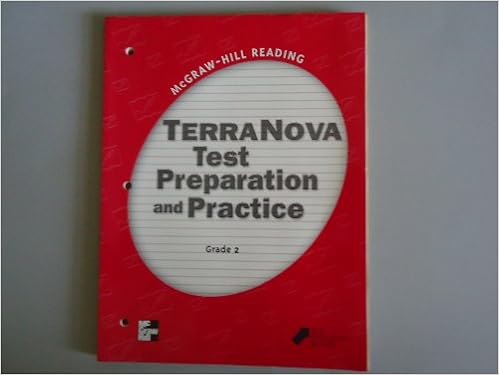 McGRAW-HILL READING
TERRANOVA
Test
Preparation
and Practice
Grade 2